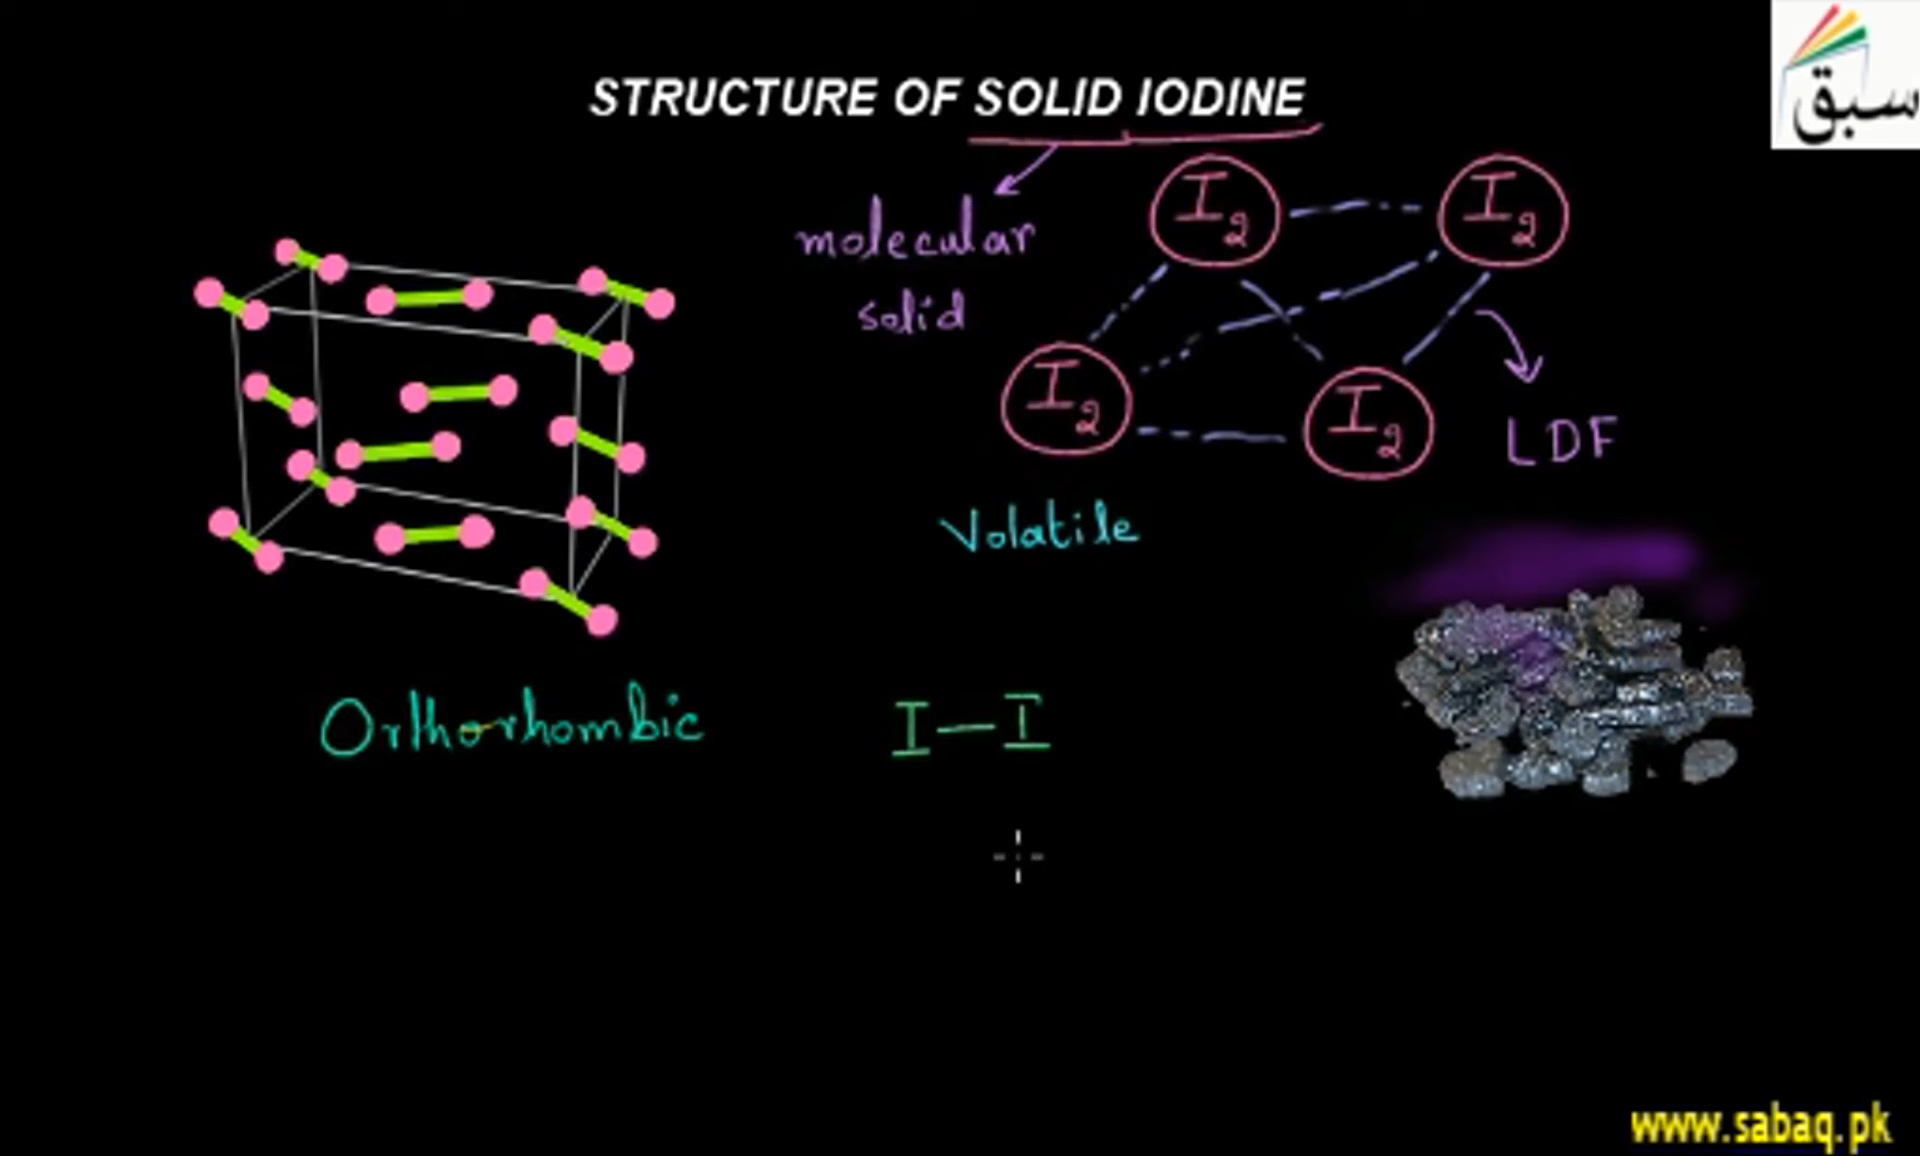 سبق
STRUCTURE OF SOLID IODINE
molecular
solid
I2
I2
I2
I2
LDF
Volatile
Orthorhombic
I—I
www.sabaq.pk